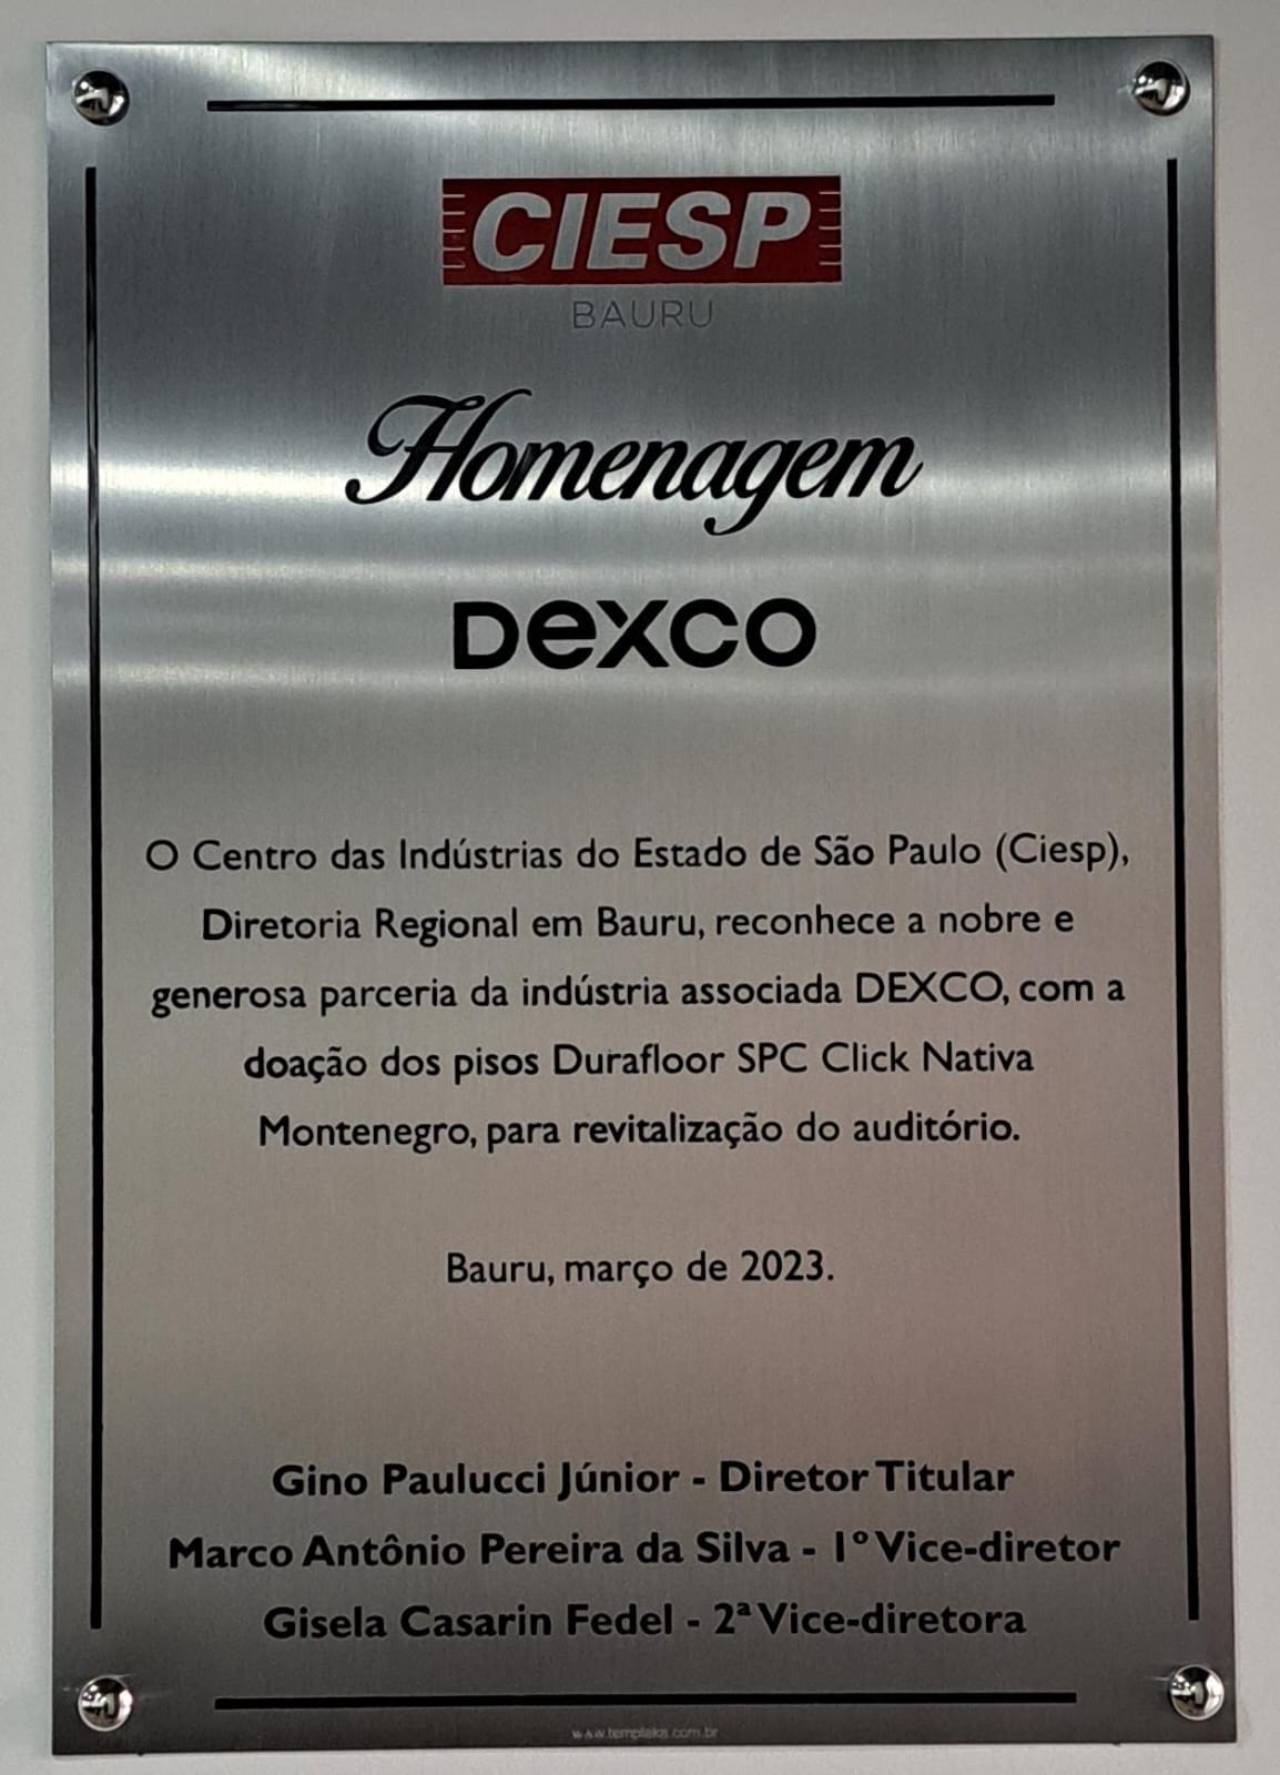 CIESP
BAURU
Homenagem
Dexco
O Centro das Indústrias do Estado de São Paulo (Ciesp),
Diretoria Regional em Bauru, reconhece a nobre e
generosa parceria da indústria associada DEXCO, com a
doação dos pisos Durafloor SPC Click Nativa
Montenegro, para revitalização do auditório.
Bauru, março de 2023.
Gino Paulucci Júnior - Diretor Titular
Marco Antônio Pereira da Silva - 1º Vice-diretor
Gisela Casarin Fedel - 2ª Vice-diretora